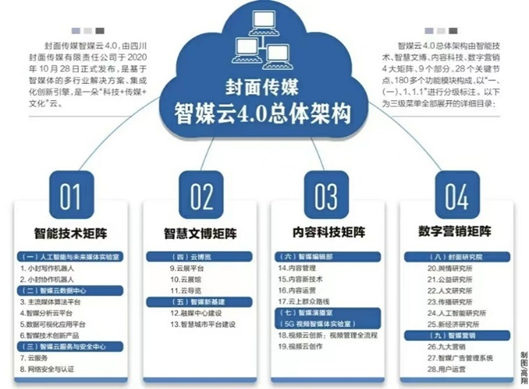 封面传媒智媒云4.0,由四川
封面传媒有限责任公司于2020
年10月28日正式发布,是基于
智媒体的多行业解决方案、集成
化创新引擎,是一朵“科技+传媒+
文化”云。
智媒云4.0总体架构由智能技
术、智慧文博、内容科技、数字营销
4大矩阵、9个部分、28个关键节
点、180多个功能模块构成,以“一、
(一)、1、1.1”进行分级标注。以下
为三级菜单全部展开的详细目录:
封面传媒
智媒云4.0总体架构
01
智能技术矩阵
(一)人工智能与未来媒体实验室
1.小封写作机器人
2.小封协作机器人
(二)智媒云数据中心
3.主流媒体算法平台
4.智媒分析云平台
5.数据可视化应用平台
6.智媒技术创新产品
(三)智媒云服务与安全中心
7.云服务
8.网络安全与认证
02
智慧文博矩阵
(四)云博览
9.云展平台
10.云展馆
11.云导览
(五)智媒新基建
12.融媒中心建设
13.智慧城市平台建设
03
内容科技矩阵
(六)智媒编辑部
14.内容管理
15.内容新技术
16.内容运营
17.云上群众路线
(七)智媒演播室
(5G视频智媒体实验室)
18.视频云创新:视频管理全流程
19.视频云创作
04
数字营销矩阵
(八)封面研究院
20.舆情研究所
21.公益研究所
22.人文研究所
23.传播研究所
24.人工智能研究所
25.新经济研究所
(九)智媒营销
26.九大营销
27.智媒广告管理系统
28.用户运营
制图 高翔